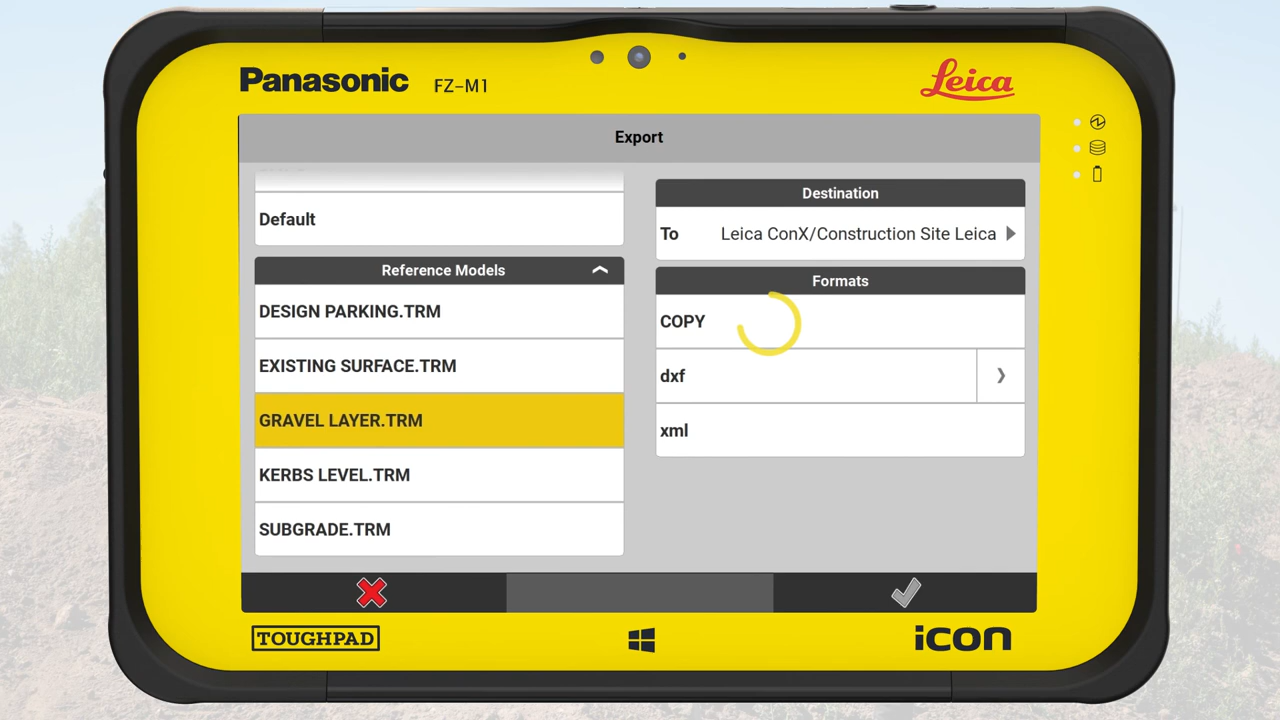 Panasonic FZ-M1
Leica
Export
Default
Reference Models
DESIGN PARKING.TRM
EXISTING SURFACE.TRM
GRAVEL LAYER.TRM
KERBS LEVEL.TRM
SUBGRADE.TRM
Destination
To Leica ConX/Construction Site Leica
Formats
COPY
dxf
xml
TOUGHPAD
iCON